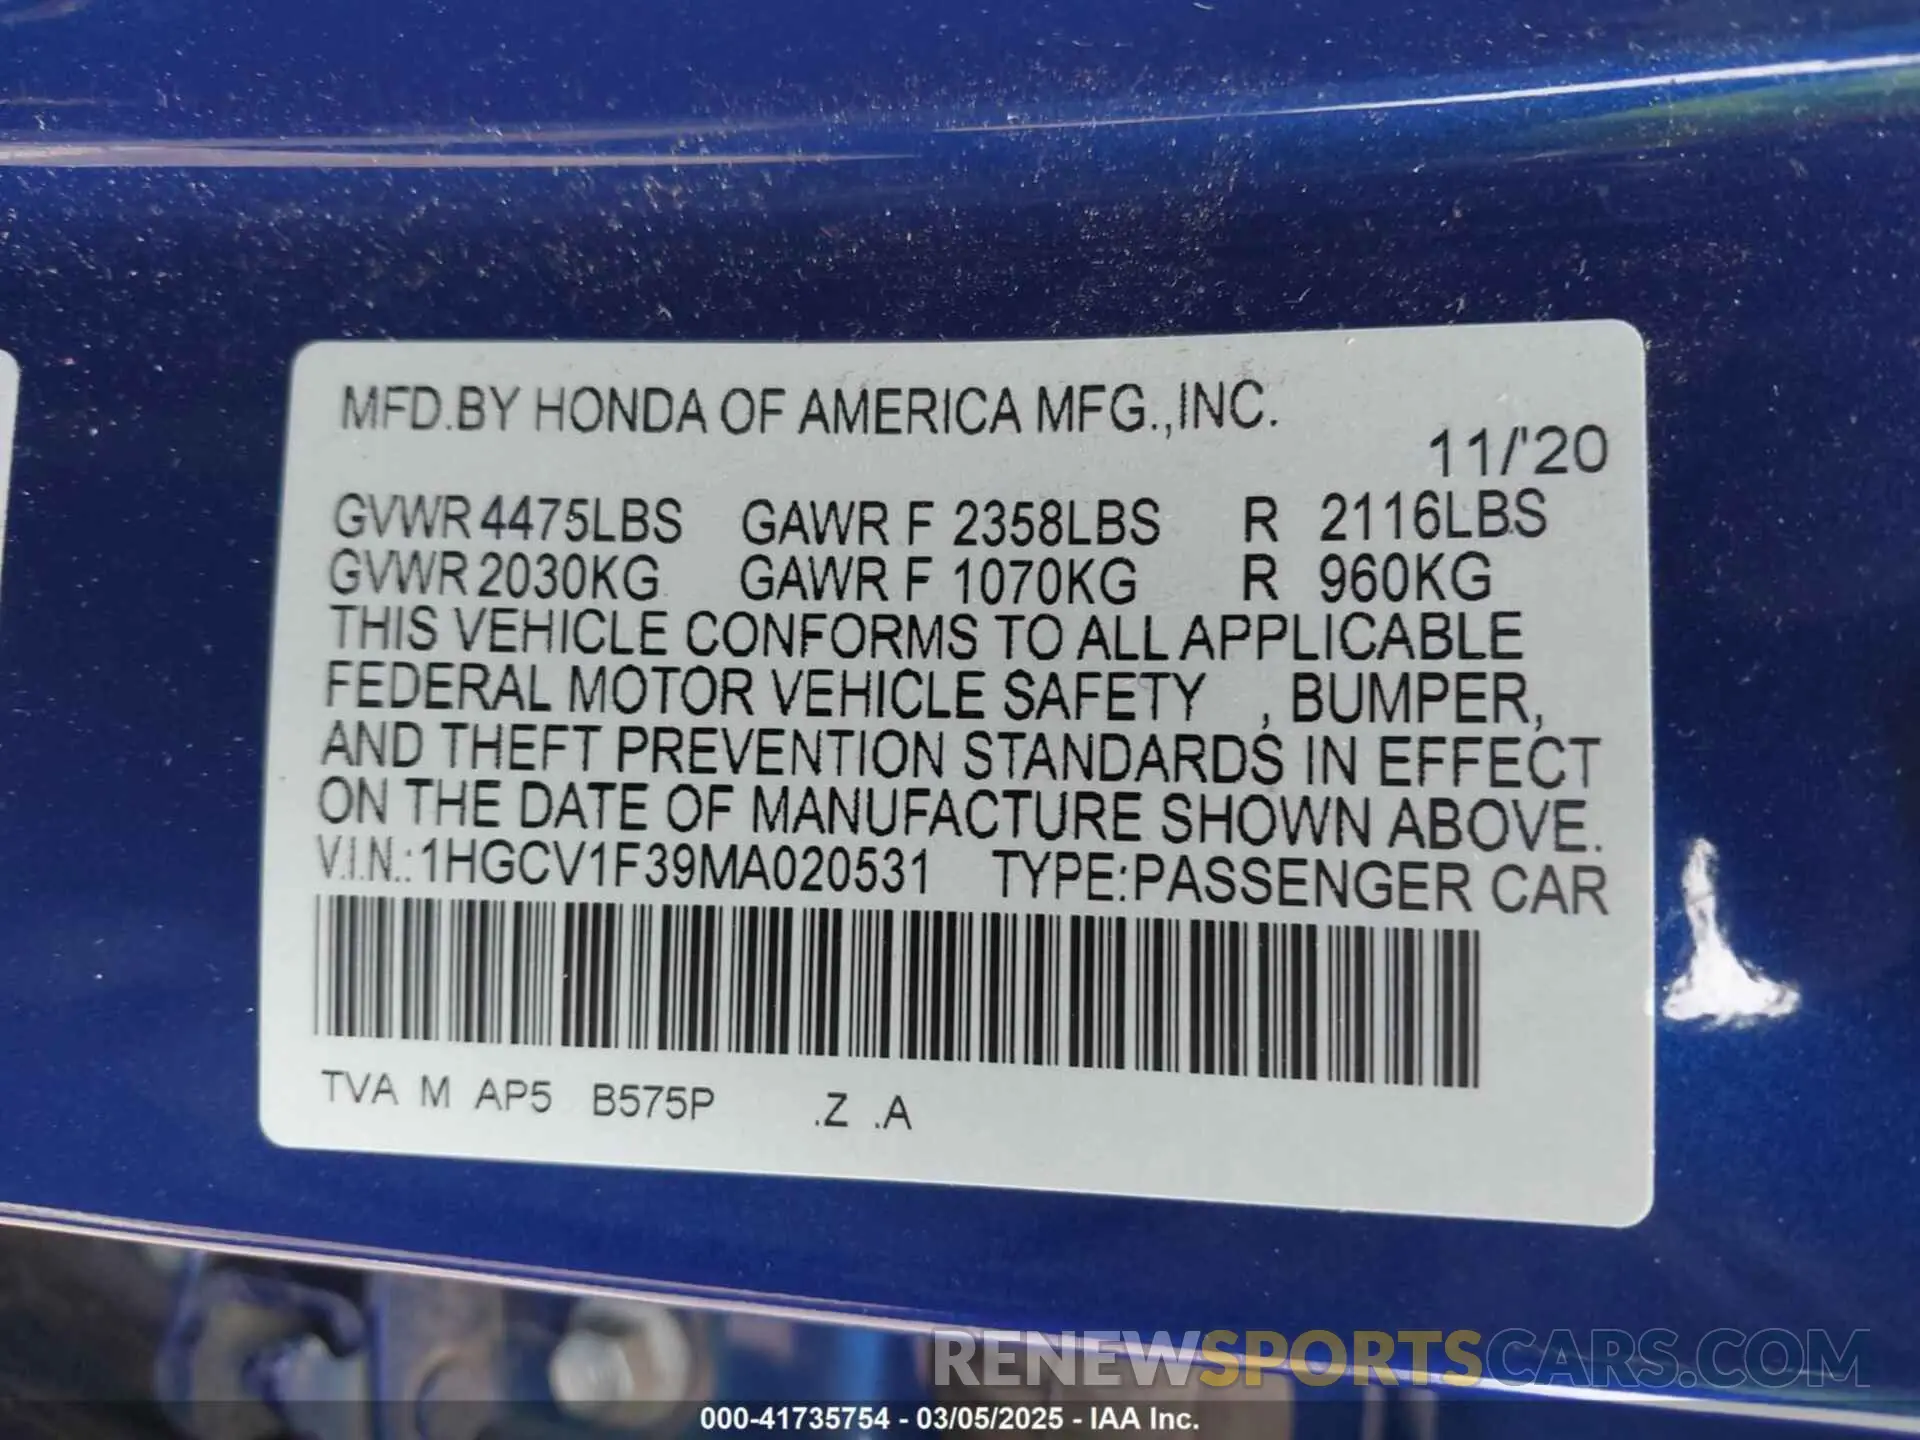 MFD.BY HONDA OF AMERICA MFG.,INC.
11/'20
GVWR 4475LBS GAWR F 2358LBS R 2116LBS
GVWR 2030KG GAWR F 1070KG R 960KG
THIS VEHICLE CONFORMS TO ALL APPLICABLE
FEDERAL MOTOR VEHICLE SAFETY , BUMPER,
AND THEFT PREVENTION STANDARDS IN EFFECT
ON THE DATE OF MANUFACTURE SHOWN ABOVE.
V.I.N.: 1HGCV1F39MA020531 TYPE:PASSENGER CAR
TVA M AP5 B575P .Z .A
RENEWSPORTSCARS.COM
000-41735754 - 03/05/2025 - IAA Inc.